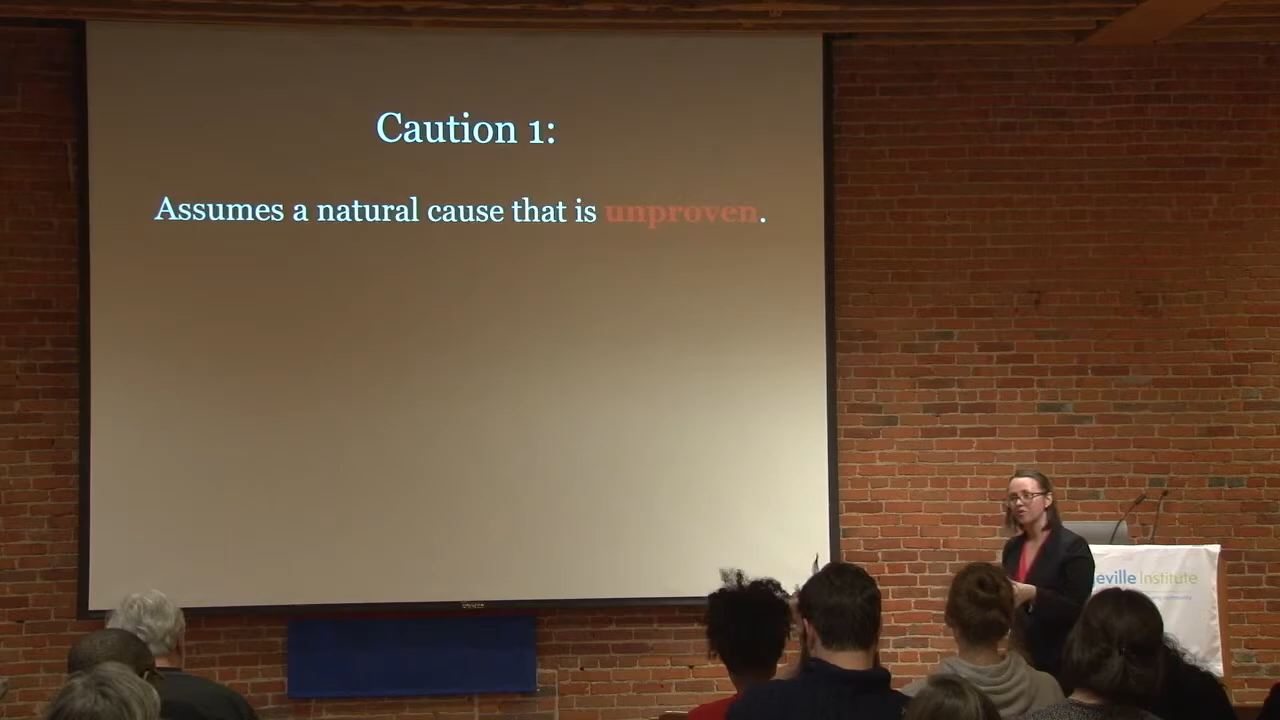 Caution 1:
Assumes a natural cause that is unproven.
eville Institute